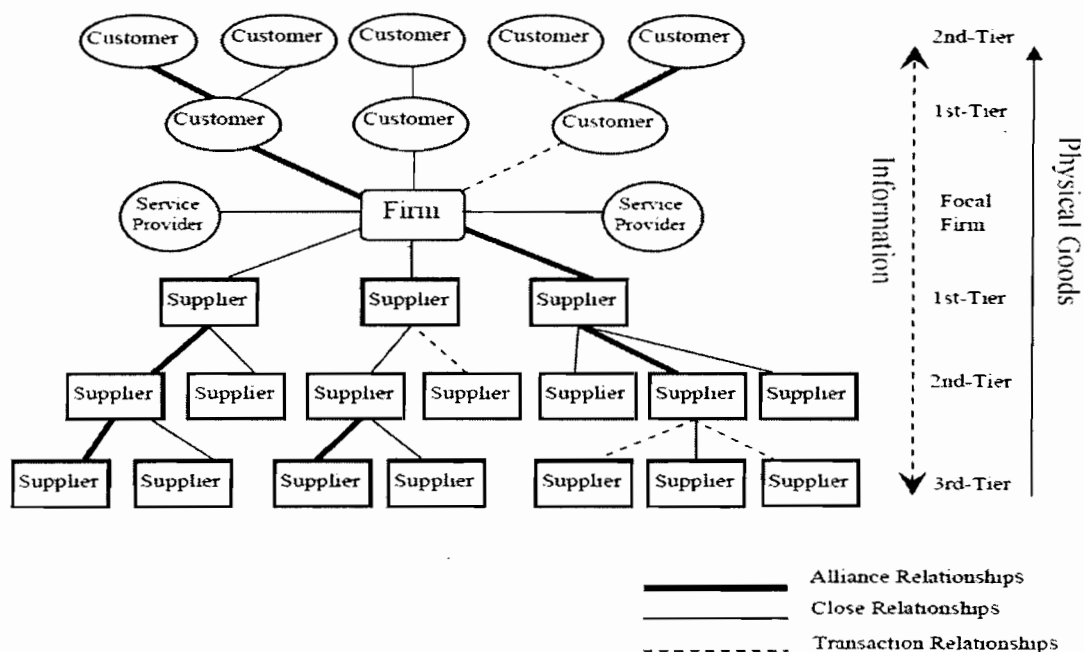 Customer
Customer
Customer
Customer
Customer
2nd-Tier
Customer
Customer
Customer
1st-Tier
Service
Provider
Firm
Service
Provider
Focal
Firm
Information
Physical Goods
Supplier
Supplier
Supplier
1st-Tier
Supplier
Supplier
Supplier
Supplier
Supplier
Supplier
Supplier
2nd-Tier
Supplier
Supplier
Supplier
Supplier
Supplier
Supplier
Supplier
3rd-Tier
Alliance Relationships
Close Relationships
Transaction Relationships